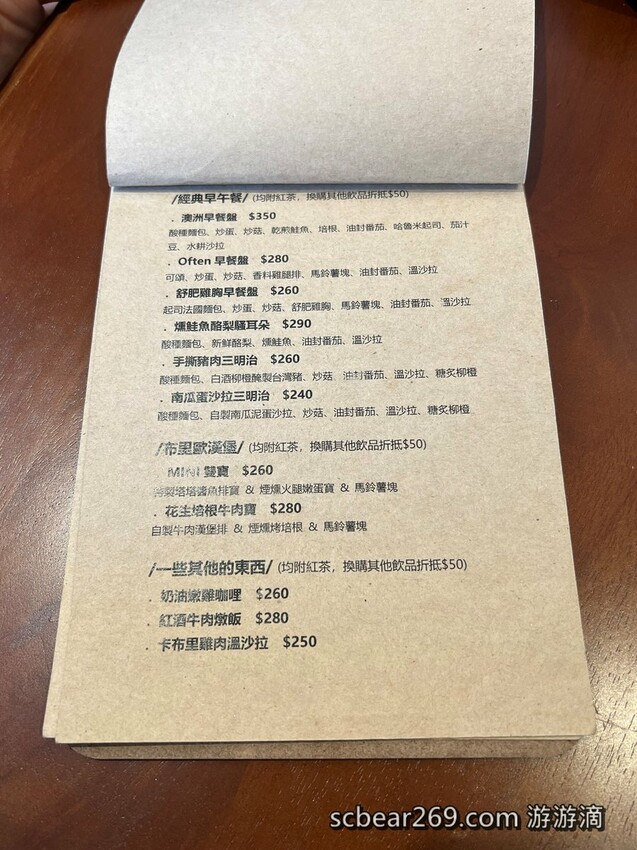 /經典早午餐/ (均附紅茶，換購其他飲品折抵$50)
. 澳洲早餐盤 $350
酸種麵包、炒蛋、炒菇、乾煎鮭魚、培根、油封番茄、哈魯米起司、茄汁
豆、水耕沙拉
. Often 早餐盤 $280
可頌、炒蛋、炒菇、香料雞腿排、馬鈴薯塊、油封番茄、溫沙拉
. 舒肥雞胸早餐盤 $260
起司法國麵包、炒蛋、炒菇、舒肥雞胸、馬鈴薯塊、油封番茄、溫沙拉
. 燻鮭魚酪梨騷耳朵 $290
酸種麵包、新鮮酪梨、燻鮭魚、油封番茄、溫沙拉
. 手撕豬肉三明治 $260
酸種麵包、白酒柳橙醃製台灣豬、炒菇、油封番茄、溫沙拉、糖炙柳橙
. 南瓜蛋沙拉三明治 $240
酸種麵包、自製南瓜泥蛋沙拉、炒菇、油封番茄、溫沙拉、糖炙柳橙
/布里歐漢堡/ (均附紅茶，換購其他飲品折抵$50)
MINI 雙寶 $260
特製塔塔醬魚排寶 & 煙燻火腿嫩蛋寶 & 馬鈴薯塊
. 花生培根牛肉寶 $280
自製牛肉漢堡排 & 煙燻烤培根 & 馬鈴薯塊
/一些其他的東西/ (均附紅茶，換購其他飲品折抵$50)
. 奶油嫩雞咖哩 $260
. 紅酒牛肉燉飯 $280
. 卡布里雞肉溫沙拉 $250
scbear269.com 游游滴